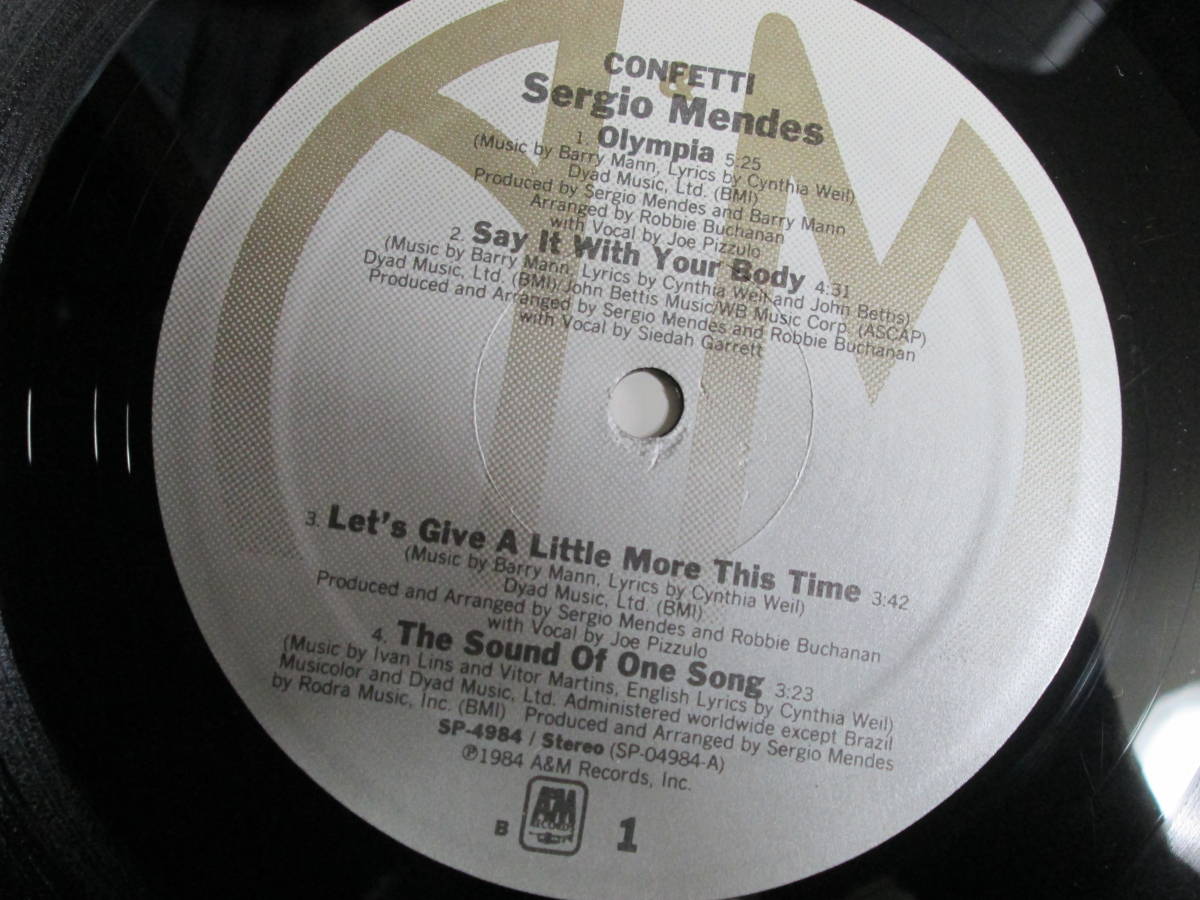 CONFETTI
Sergio Mendes
1. Olympia 5:25
(Music by Barry Mann, Lyrics by Cynthia Weil)
Dyad Music, Ltd. (BMI)
Produced by Sergio Mendes and Barry Mann
Arranged by Robbie Buchanan
with Vocal by Joe Pizzulo
2. Say It With Your Body 4:31
(Music by Barry Mann, Lyrics by Cynthia Weil and John Bettis)
Dyad Music, Ltd. (BMI)/John Bettis Music/WB Music Corp. (ASCAP)
Produced and Arranged by Sergio Mendes and Robbie Buchanan
with Vocal by Siedah Garrett
3. Let's Give A Little More This Time 3:42
(Music by Barry Mann, Lyrics by Cynthia Weil)
Dyad Music, Ltd. (BMI)
Produced and Arranged by Sergio Mendes and Robbie Buchanan
with Vocal by Joe Pizzulo
4. The Sound Of One Song 3:23
(Music by Ivan Lins and Vitor Martins, English Lyrics by Cynthia Weil)
Musicolor and Dyad Music, Ltd. Administered worldwide except Brazil
by Rodra Music, Inc. (BMI) Produced and Arranged by Sergio Mendes
SP-4984 / Stereo (SP-04984-A)
℗1984 A&M Records, Inc.
B A&M RECORDS 1